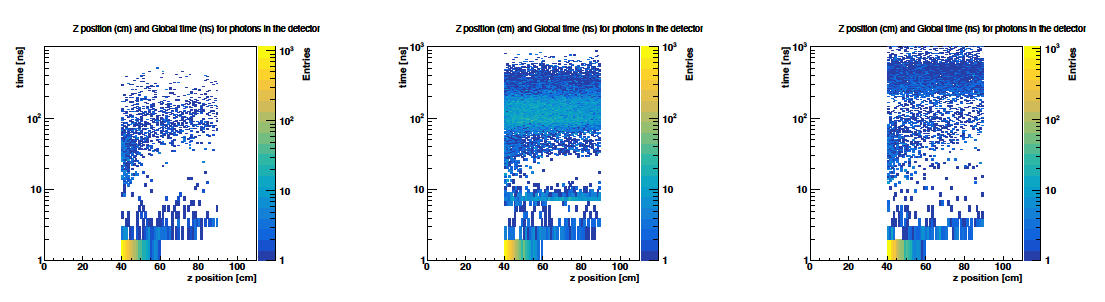 Z position (cm) and Global time (ns) for photons in the detector
time [ns]
10³
10²
10
1
0 20 40 60 80 100
z position [cm]
10³
10²
10
1
Entries
Z position (cm) and Global time (ns) for photons in the detector
time [ns]
10³
10²
10
1
0 20 40 60 80 100
z position [cm]
10³
10²
10
1
Entries
Z position (cm) and Global time (ns) for photons in the detector
time [ns]
10³
10²
10
1
0 20 40 60 80 100
z position [cm]
10³
10²
10
1
Entries